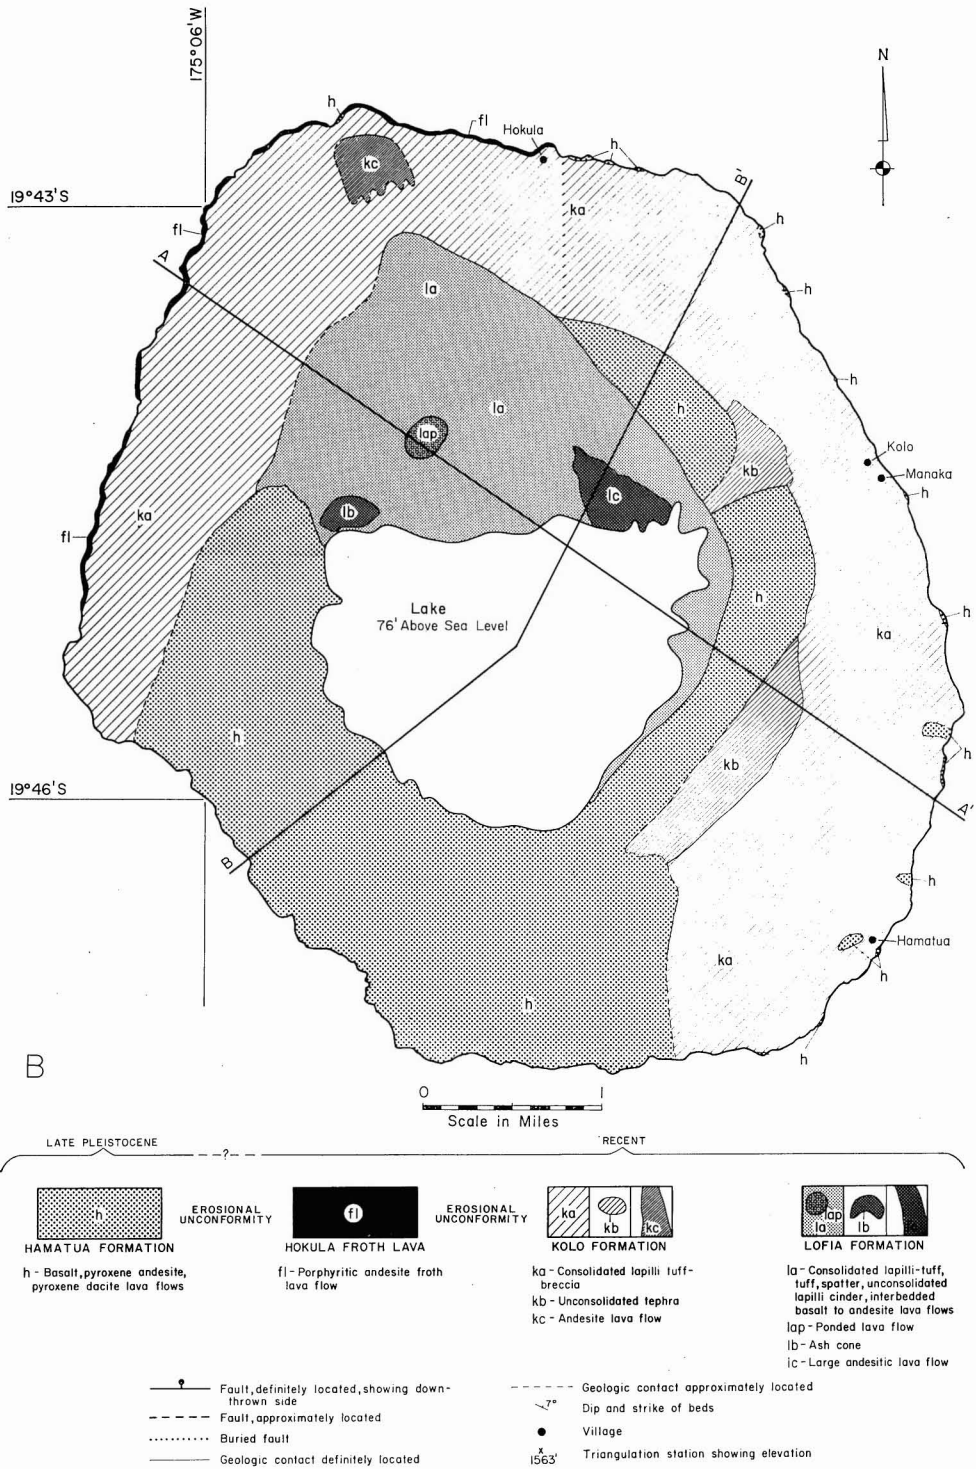 175°06'W
N
h
fl
Hokula
h
kc
B'
19°43'S
ka
h
fl
A
la
h
la
h
h
lap
Kolo
kb
Manaka
lc
h
ka
lb
fl
h
Lake
h
76' Above Sea Level
ka
h
h
kb
19°46'S
A'
B
h
Hamatua
ka
h
h
h
B
0 1
Scale in Miles
LATE PLEISTOCENE
--?--
RECENT
h
EROSIONAL
UNCONFORMITY
fl
EROSIONAL
UNCONFORMITY
ka kb kc
la lap lb
HAMATUA FORMATION
HOKULA FROTH LAVA
KOLO FORMATION
LOFIA FORMATION
h - Basalt, pyroxene andesite,
pyroxene dacite lava flows
fl - Porphyritic andesite froth
lava flow
ka - Consolidated lapilli tuff-
breccia
kb - Unconsolidated tephra
kc - Andesite lava flow
la - Consolidated lapilli-tuff,
tuff, spatter, unconsolidated
lapilli cinder, interbedded
basalt to andesite lava flows
lap - Ponded lava flow
lb - Ash cone
lc - Large andesitic lava flow
Fault, definitely located, showing down-
thrown side
Fault, approximately located
Buried fault
Geologic contact definitely located
Geologic contact approximately located
7° Dip and strike of beds
Village
x
1563' Triangulation station showing elevation